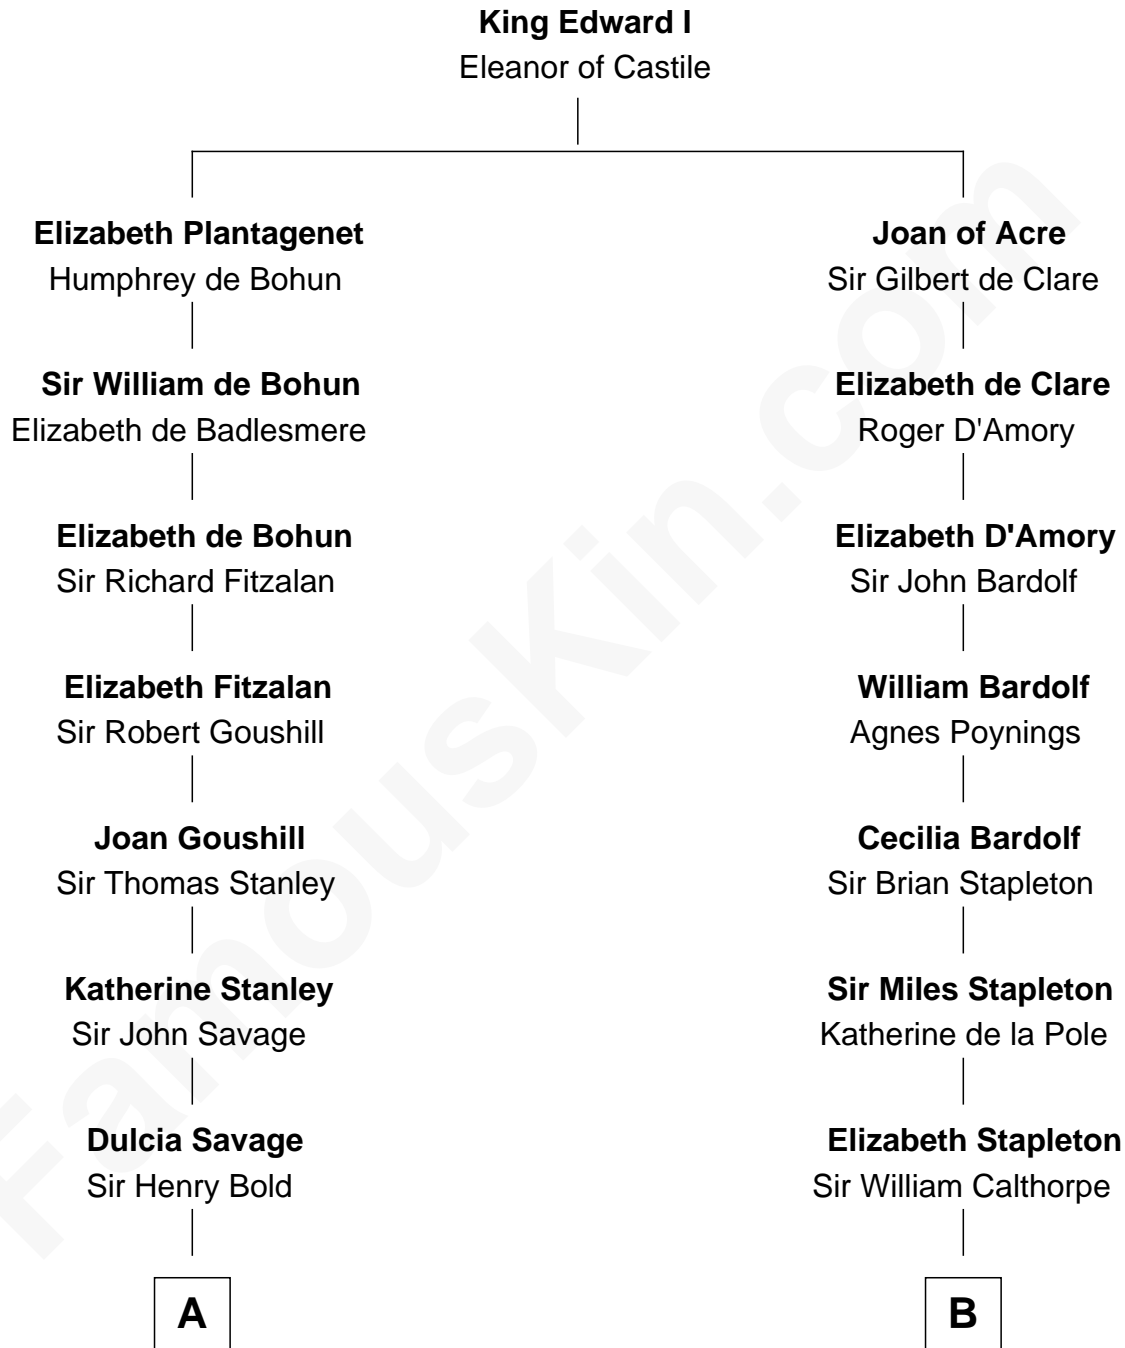 King Edward I
Eleanor of Castile
Elizabeth Plantagenet
Humphrey de Bohun
Joan of Acre
Sir Gilbert de Clare
Sir William de Bohun
Elizabeth de Badlesmere
Elizabeth de Clare
Roger D'Amory
Elizabeth de Bohun
Sir Richard Fitzalan
Elizabeth D'Amory
Sir John Bardolf
Elizabeth Fitzalan
Sir Robert Goushill
William Bardolf
Agnes Poynings
Joan Goushill
Sir Thomas Stanley
Cecilia Bardolf
Sir Brian Stapleton
Katherine Stanley
Sir John Savage
Sir Miles Stapleton
Katherine de la Pole
Dulcia Savage
Sir Henry Bold
Elizabeth Stapleton
Sir William Calthorpe
A
B
FamousKin.com